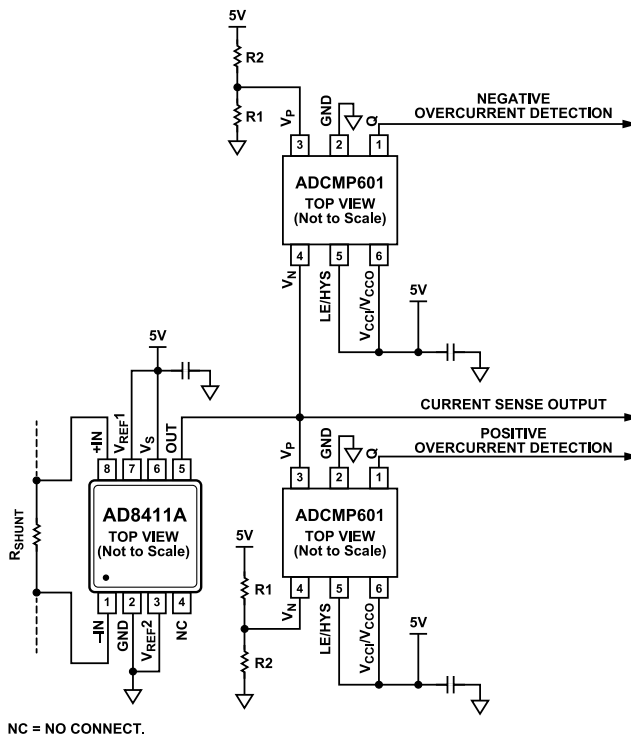 5V
R2
R1
VP
GND
Q
NEGATIVE
OVERCURRENT DETECTION
3
2
1
ADCMP601
TOP VIEW
(Not to Scale)
4
5
6
VN
LE/HYS
VCCI/VCCO
5V
5V
CURRENT SENSE OUTPUT
+IN
VREF1
VS
OUT
8
7
6
5
AD8411A
TOP VIEW
(Not to Scale)
1
2
3
4
–IN
GND
VREF2
NC
RSHUNT
VP
GND
Q
POSITIVE
OVERCURRENT DETECTION
3
2
1
ADCMP601
TOP VIEW
(Not to Scale)
4
5
6
VN
LE/HYS
VCCI/VCCO
5V
R1
R2
5V
NC = NO CONNECT.